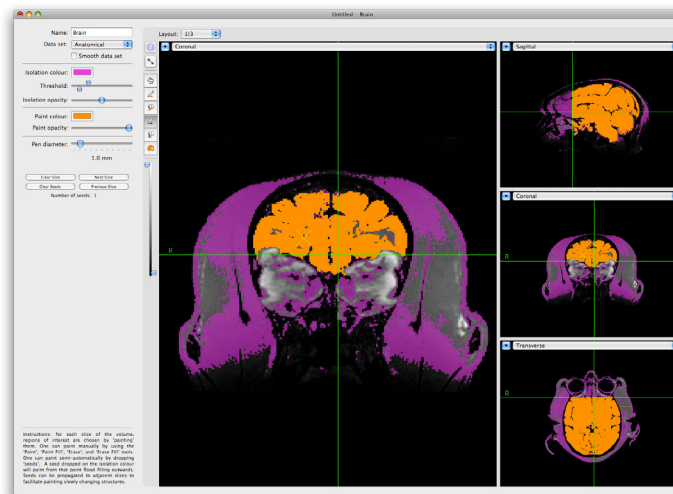 Untitled – Brain
Name: Brain
Data set: Anatomical
Smooth data set
Isolation colour:
Threshold:
Isolation opacity:
Paint colour:
Paint opacity:
Pen diameter:
1.0 mm
Clear Slice Next Slice
Clear Seeds Previous Slice
Number of seeds: 1
Instructions: for each slice of the volume,
regions of interest are chosen by 'painting'
them. One can paint manually by using the
'Paint', 'Paint Fill', 'Erase', and 'Erase Fill' tools.
One can paint semi-automatically by dropping
'seeds'. A seed dropped on the isolation colour
will paint from that point flood filling outwards.
Seeds can be propagated to adjacent slices to
facilitate painting slowly changing structures.
Layout: 1|3
Coronal
R
Sagittal
Coronal
R
Transverse
R